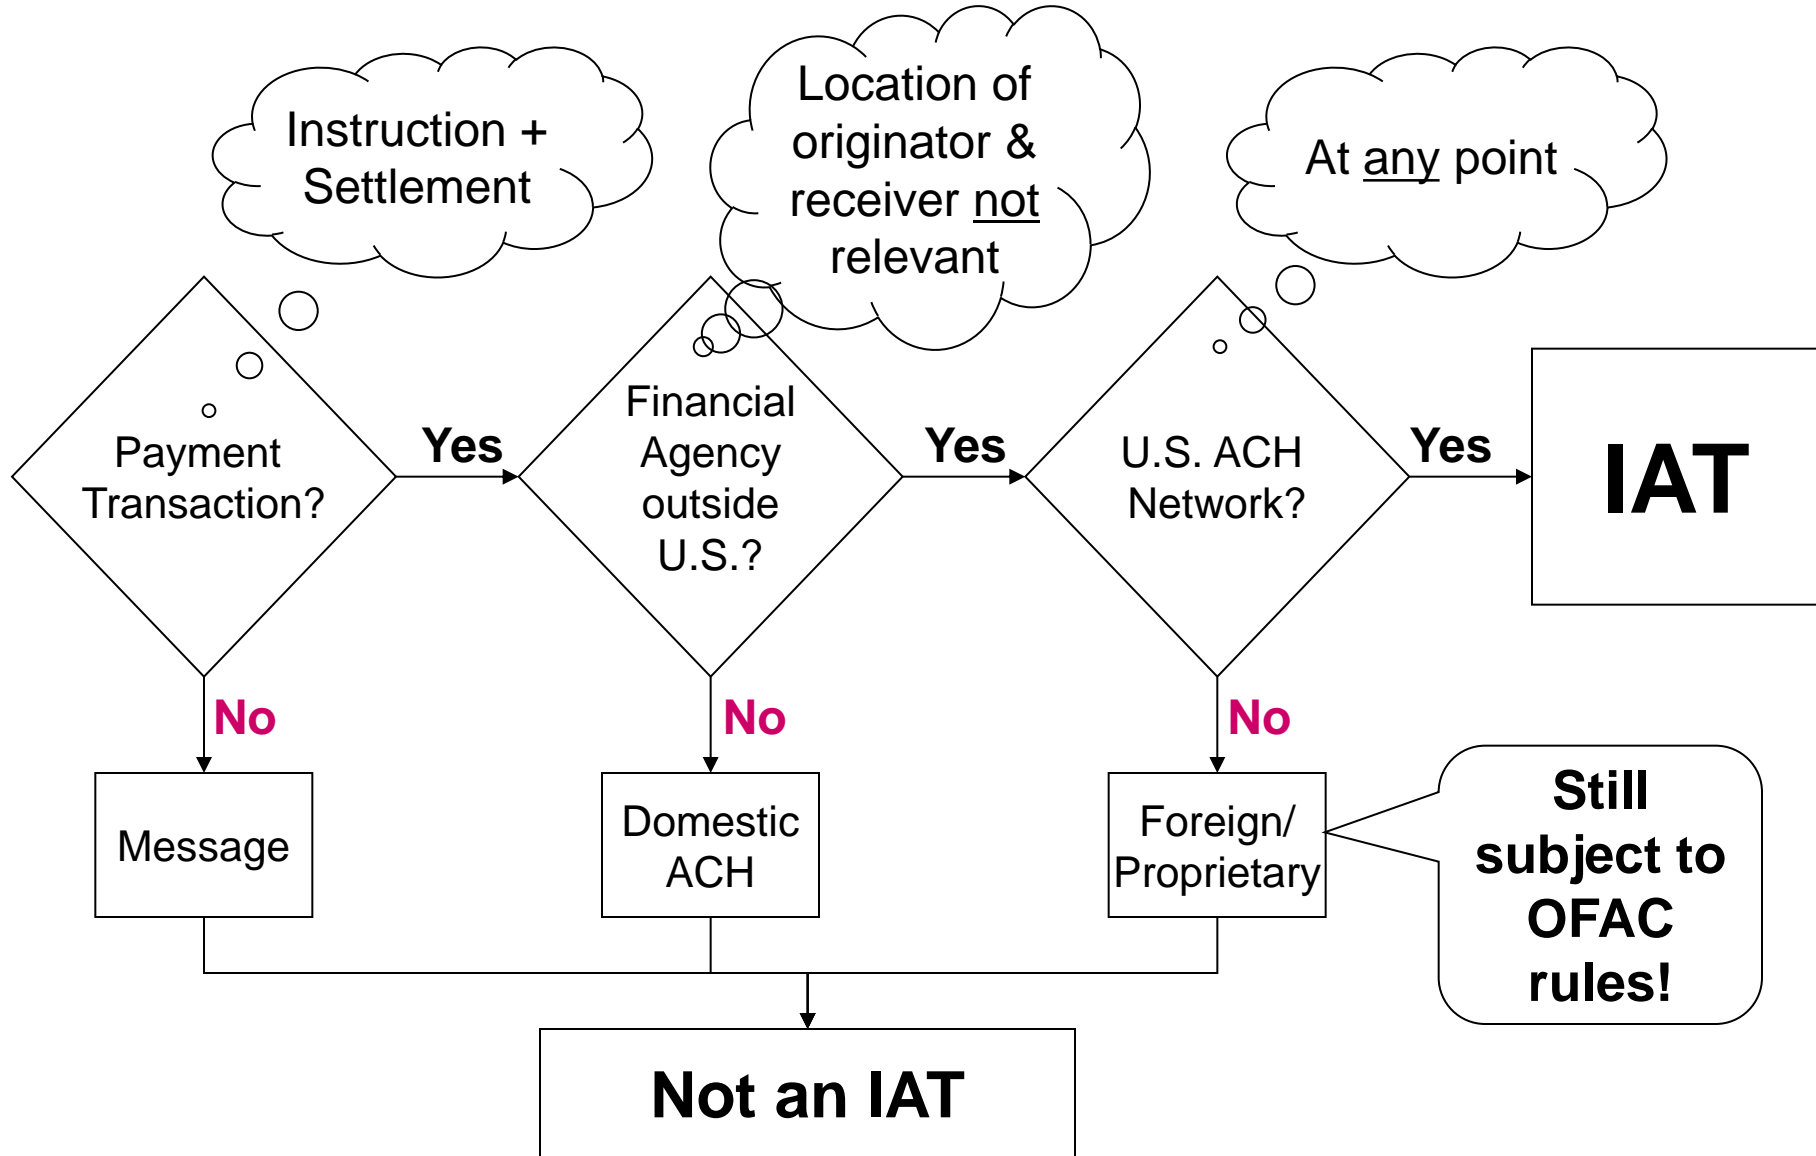 Instruction +
Settlement
Location of
originator &
receiver not
relevant
At any point
Payment
Transaction?
Yes
Financial
Agency
outside
U.S.?
Yes
U.S. ACH
Network?
Yes
IAT
No
No
No
Message
Domestic
ACH
Foreign/
Proprietary
Still
subject to
OFAC
rules!
Not an IAT